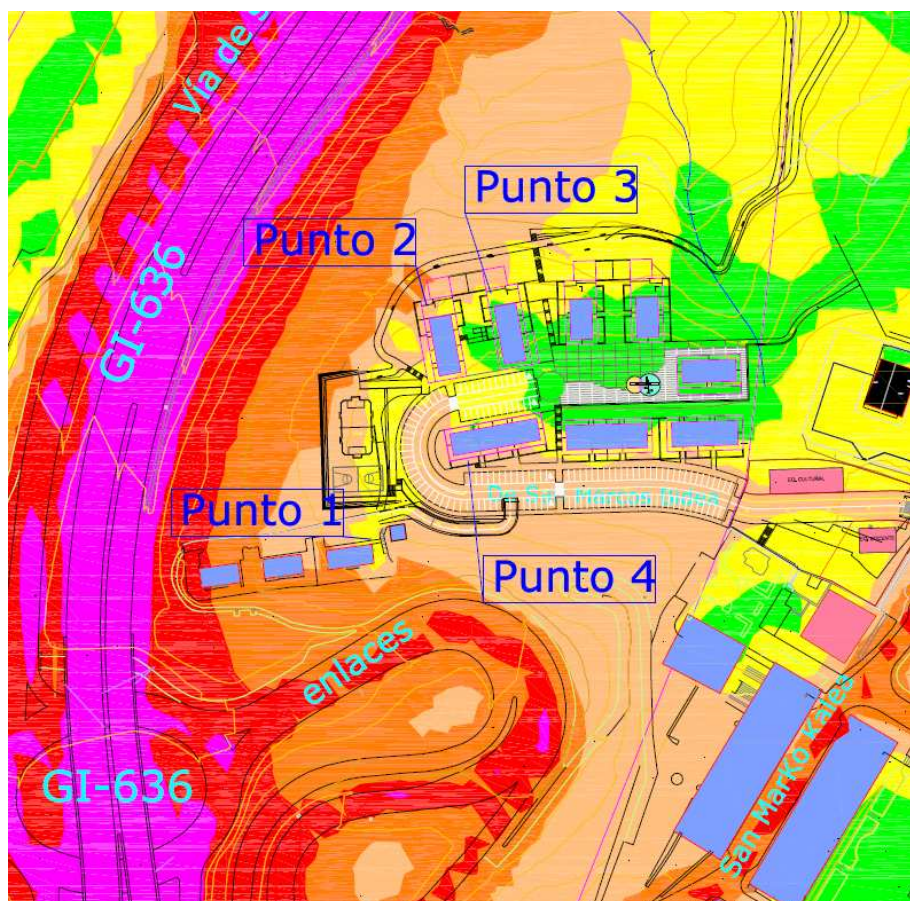 Vía de s
Punto 3
Punto 2
GI-636
Punto 1
Punto 4
enlaces
GI-636
San MarKo Kalea